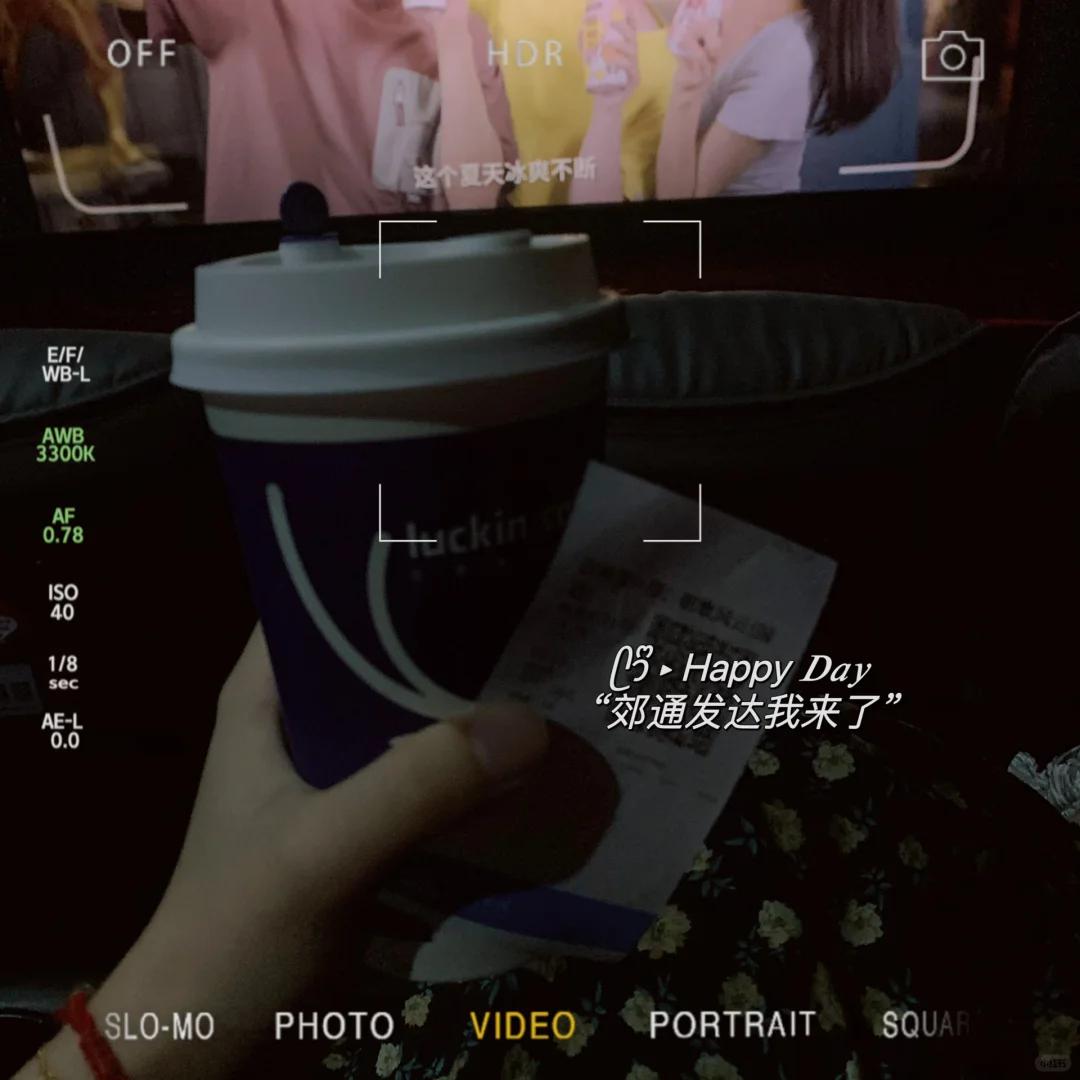 OFF
HDR
这个夏天冰爽不断
E/F/
WB-L
AWB
3300K
AF
0.78
luckin
ISO
40
1/8
sec
Happy Day
“郊通发达我来了”
AE-L
0.0
SLO-MO
PHOTO
VIDEO
PORTRAIT
SQUAR